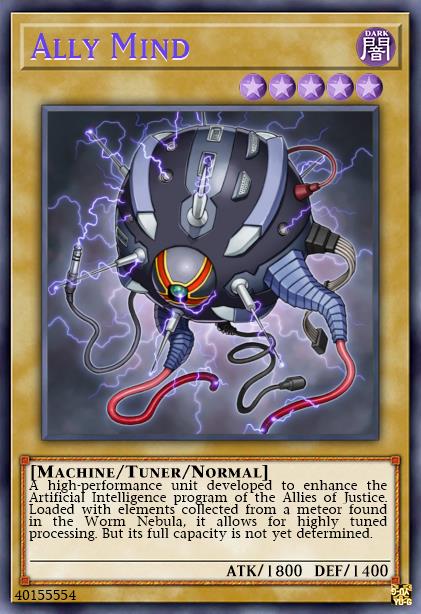 Ally Mind
DARK
闇
[Machine/Tuner/Normal]
A high-performance unit developed to enhance the
Artificial Intelligence program of the Allies of Justice.
Loaded with elements collected from a meteor found
in the Worm Nebula, it allows for highly tuned
processing. But its full capacity is not yet determined.
ATK/1800 DEF/1400
40155554